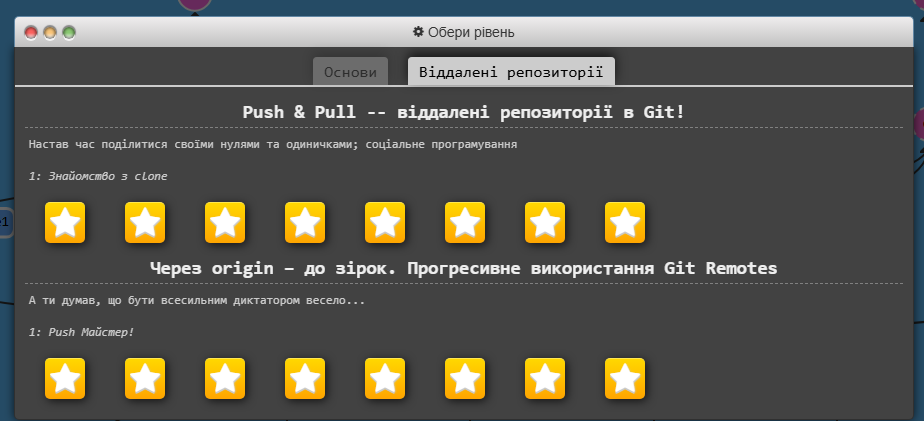 Обери рівень
Основи
Віддалені репозиторії
Push & Pull -- віддалені репозиторії в Git!
Настав час поділитися своїми нулями та одиничками; соціальне програмування
1: Знайомство з clone
Через origin – до зірок. Прогресивне використання Git Remotes
А ти думав, що бути всесильним диктатором весело...
1: Push Майстер!